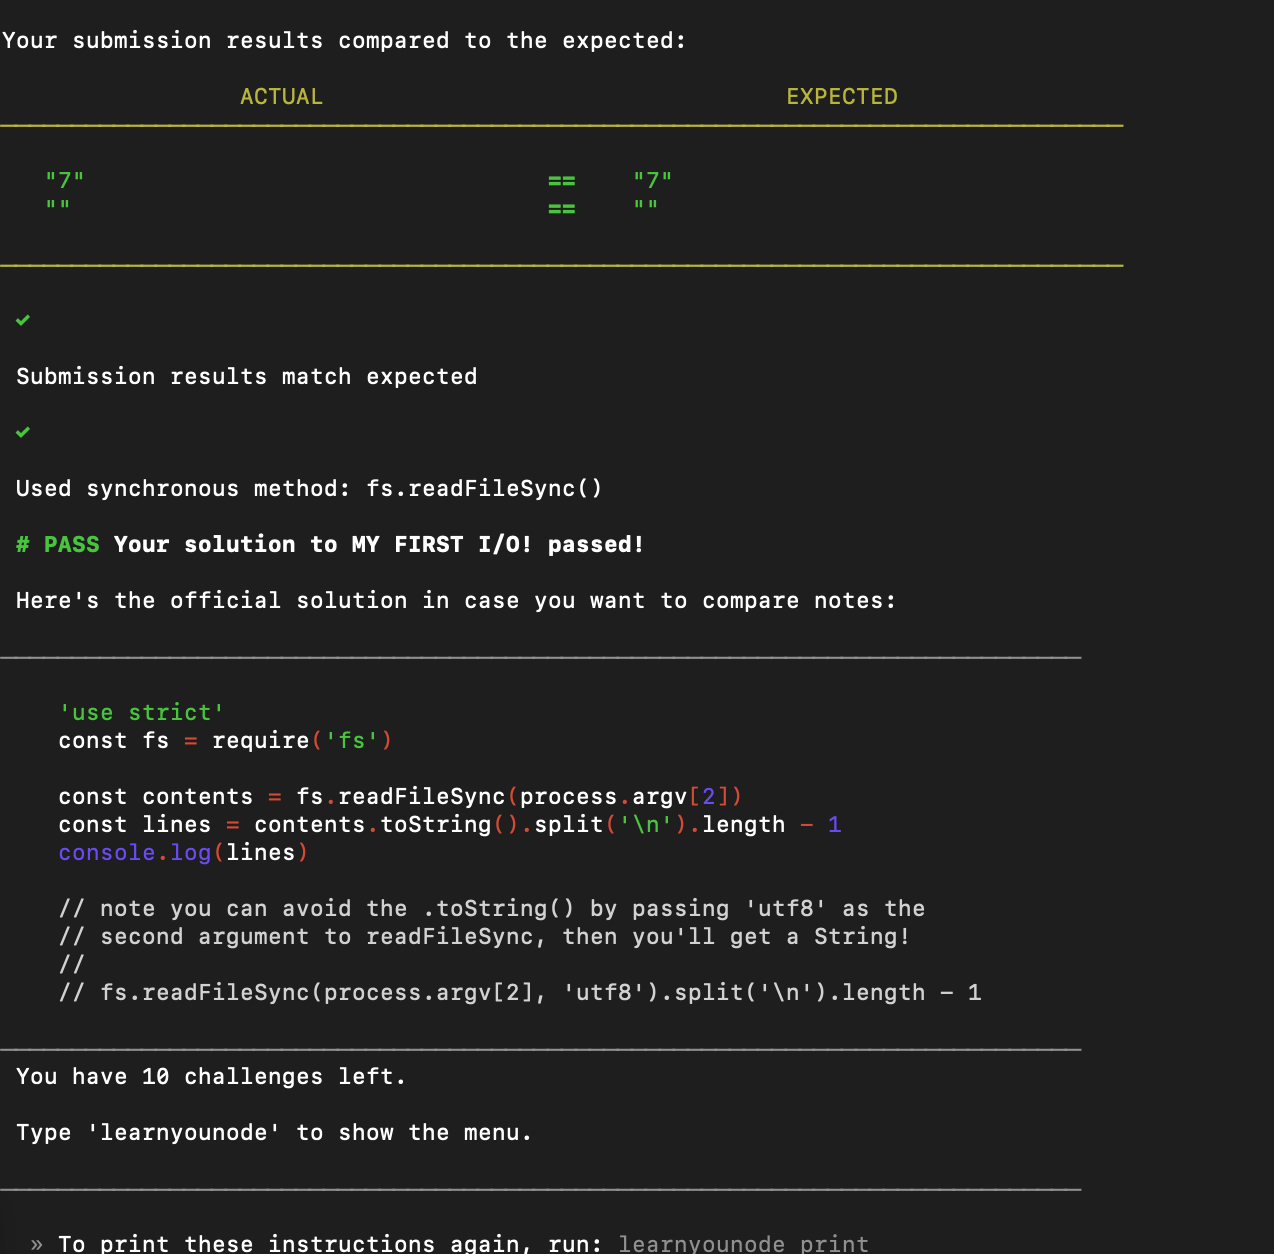 Your submission results compared to the expected:
ACTUAL EXPECTED
"7" == "7"
"" == ""
✔
Submission results match expected
✔
Used synchronous method: fs.readFileSync()
# PASS Your solution to MY FIRST I/O! passed!
Here's the official solution in case you want to compare notes:
'use strict'
const fs = require('fs')
const contents = fs.readFileSync(process.argv[2])
const lines = contents.toString().split('\n').length - 1
console.log(lines)
// note you can avoid the .toString() by passing 'utf8' as the
// second argument to readFileSync, then you'll get a String!
//
// fs.readFileSync(process.argv[2], 'utf8').split('\n').length - 1
You have 10 challenges left.
Type 'learnyounode' to show the menu.
» To print these instructions again, run: learnyounode print